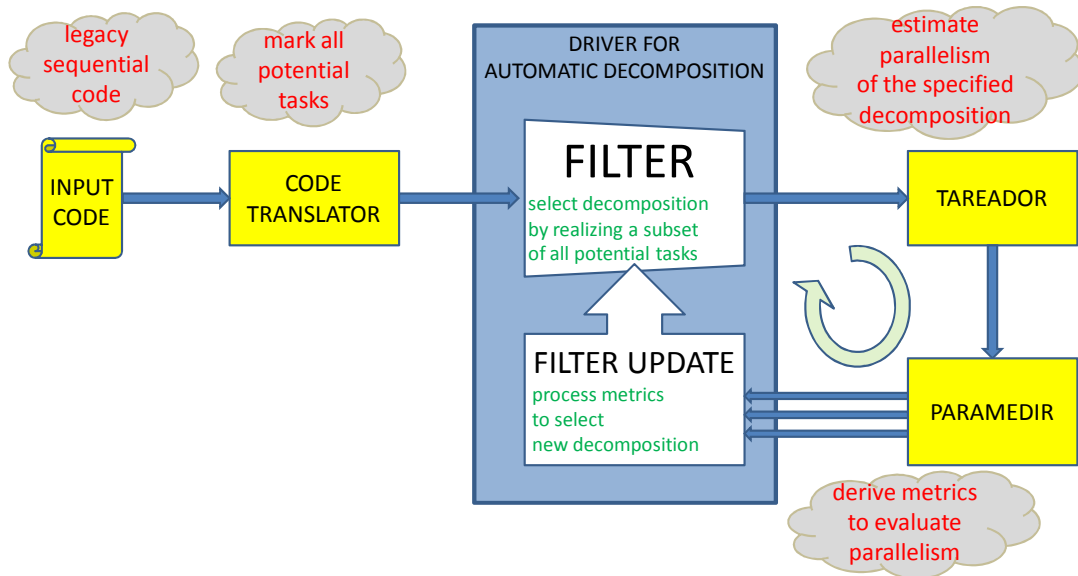 legacy
sequential
code
mark all
potential
tasks
DRIVER FOR
AUTOMATIC DECOMPOSITION
estimate
parallelism
of the specified
decomposition
INPUT
CODE
CODE
TRANSLATOR
FILTER
select decomposition
by realizing a subset
of all potential tasks
TAREADOR
FILTER UPDATE
process metrics
to select
new decomposition
PARAMEDIR
derive metrics
to evaluate
parallelism